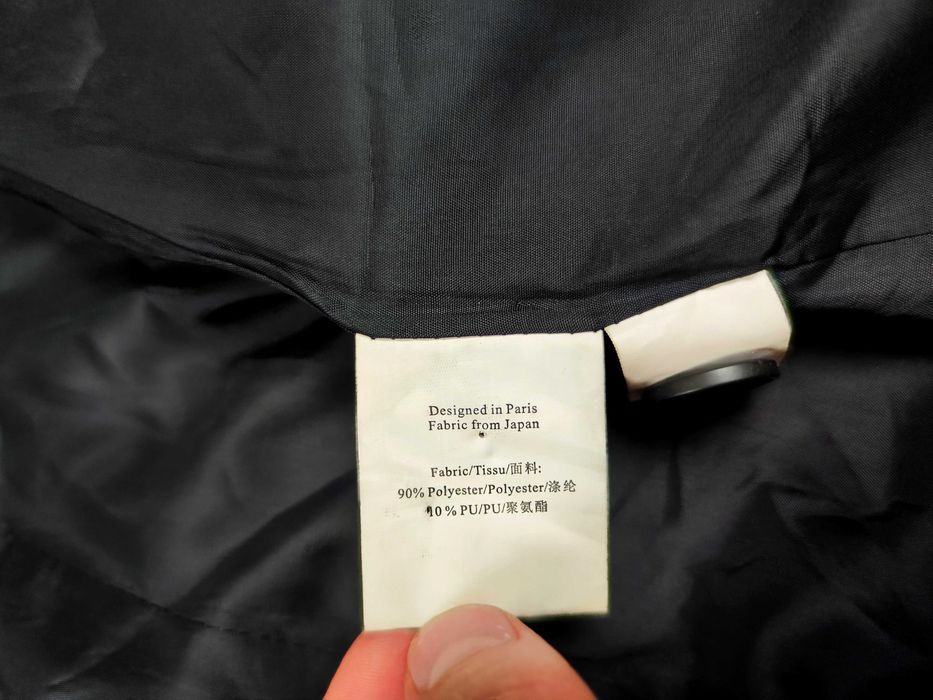 Designed in Paris
Fabric from Japan
Fabric/Tissu/面料:
90% Polyester/Polyester/涤纶
10% PU/PU/聚氨酯